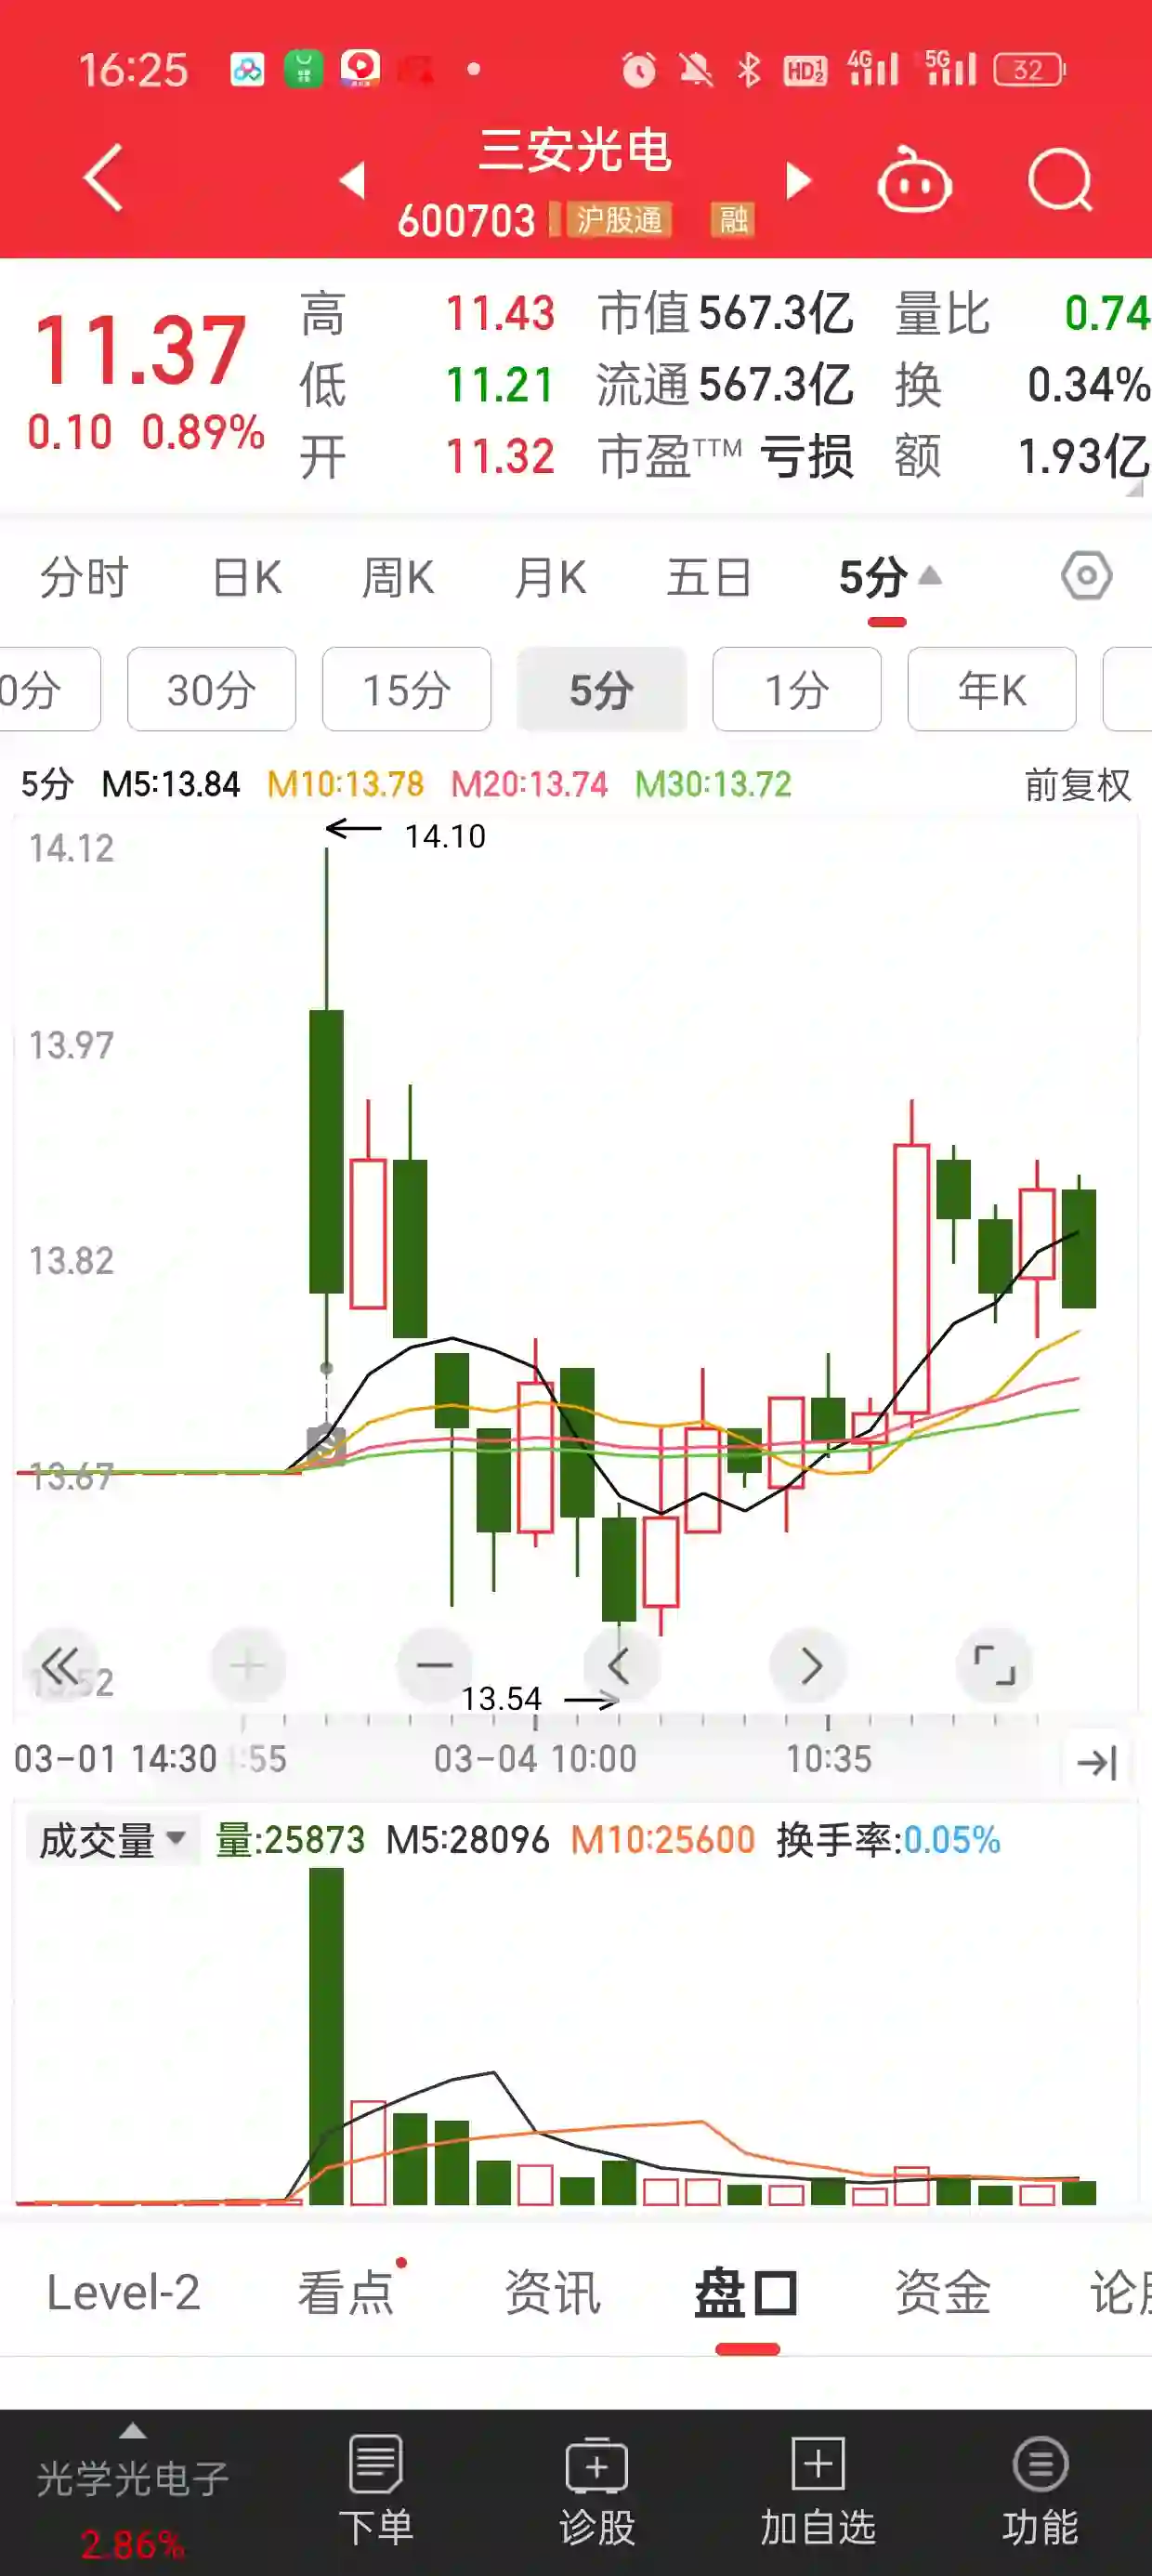 16:25 HD1 2 4G 5G 32
三安光电
600703 沪股通 融
11.37
0.10 0.89%
高 11.43 市值 567.3亿 量比 0.74
低 11.21 流通 567.3亿 换 0.34%
开 11.32 市盈TTM 亏损 额 1.93亿
分时 日K 周K 月K 五日 5分
0分 30分 15分 5分 1分 年K
5分 M5:13.84 M10:13.78 M20:13.74 M30:13.72 前复权
14.12
14.10
13.97
13.82
13.67
13.54
03-01 14:30 :55 03-04 10:00 10:35
成交量 量:25873 M5:28096 M10:25600 换手率:0.05%
Level-2 看点 资讯 盘口 资金 论
光学光电子
2.86%
下单 诊股 加自选 功能